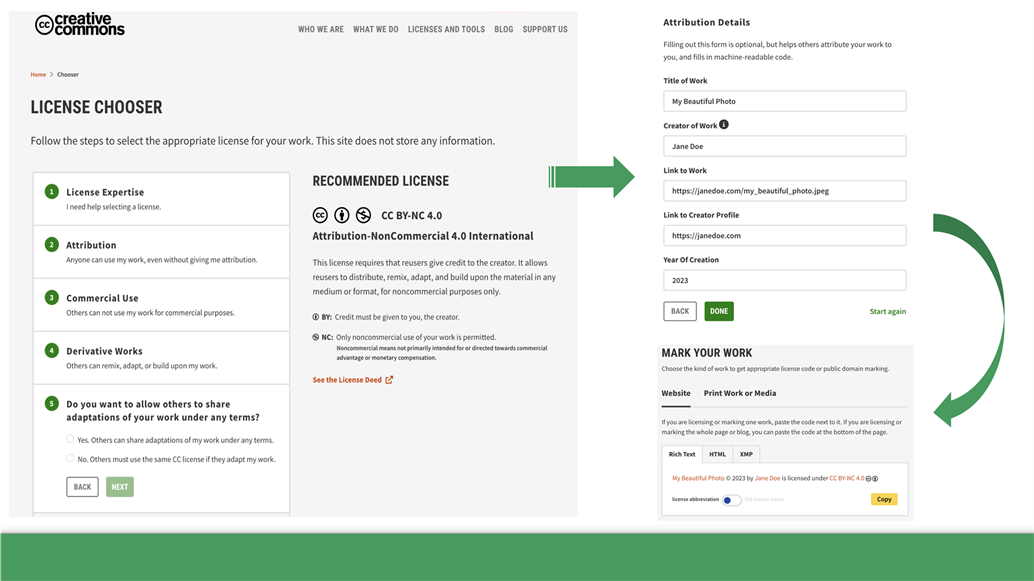 creative commons
WHO WE ARE WHAT WE DO LICENSES AND TOOLS BLOG SUPPORT US
Home > Chooser
LICENSE CHOOSER
Follow the steps to select the appropriate license for your work. This site does not store any information.
1 License Expertise
I need help selecting a license.
2 Attribution
Anyone can use my work, even without giving me attribution.
3 Commercial Use
Others can not use my work for commercial purposes.
4 Derivative Works
Others can remix, adapt, or build upon my work.
5 Do you want to allow others to share
adaptations of your work under any terms?
Yes. Others can share adaptations of my work under any terms.
No. Others must use the same CC license if they adapt my work.
BACK NEXT
RECOMMENDED LICENSE
CC BY-NC 4.0
Attribution-NonCommercial 4.0 International
This license requires that reusers give credit to the creator. It allows
reusers to distribute, remix, adapt, and build upon the material in any
medium or format, for noncommercial purposes only.
BY: Credit must be given to you, the creator.
NC: Only noncommercial use of your work is permitted.
Noncommercial means not primarily intended for or directed towards commercial
advantage or monetary compensation.
See the License Deed
Attribution Details
Filling out this form is optional, but helps others attribute your work to
you, and fills in machine-readable code.
Title of Work
My Beautiful Photo
Creator of Work
Jane Doe
Link to Work
https://janedoe.com/my_beautiful_photo.jpeg
Link to Creator Profile
https://janedoe.com
Year Of Creation
2023
BACK DONE Start again
MARK YOUR WORK
Choose the kind of work to get appropriate license code or public domain marking.
Website Print Work or Media
If you are licensing or marking one work, paste the code next to it. If you are licensing or
marking the whole page or blog, you can paste the code at the bottom of the page.
Rich Text HTML XMP
My Beautiful Photo © 2023 by Jane Doe is licensed under CC BY-NC 4.0
license abbreviation full license name
Copy